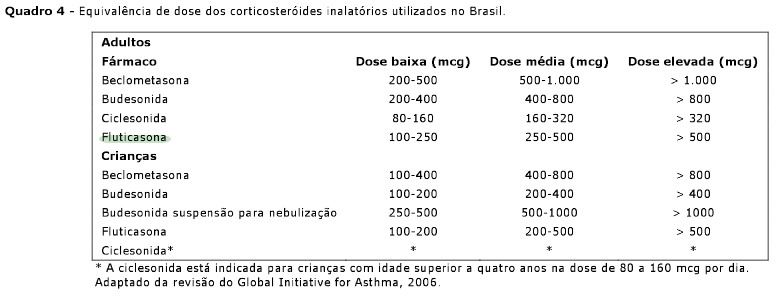 Quadro 4 - Equivalência de dose dos corticosteróides inalatórios utilizados no Brasil.
Adultos
Fármaco Dose baixa (mcg) Dose média (mcg) Dose elevada (mcg)
Beclometasona 200-500 500-1.000 > 1.000
Budesonida 200-400 400-800 > 800
Ciclesonida 80-160 160-320 > 320
Fluticasona 100-250 250-500 > 500
Crianças
Beclometasona 100-400 400-800 > 800
Budesonida 100-200 200-400 > 400
Budesonida suspensão para nebulização 250-500 500-1000 > 1000
Fluticasona 100-200 200-500 > 500
Ciclesonida* * * *
* A ciclesonida está indicada para crianças com idade superior a quatro anos na dose de 80 a 160 mcg por dia.
Adaptado da revisão do Global Initiative for Asthma, 2006.